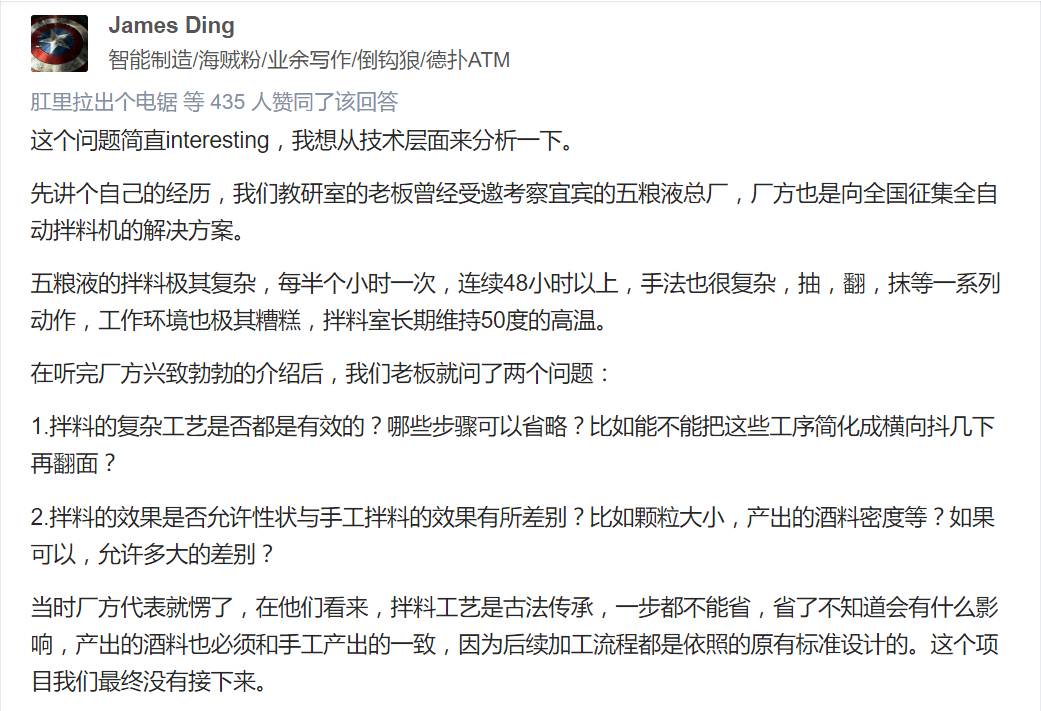 James Ding
智能制造/海贼粉/业余写作/倒钩狼/德扑ATM
肛里拉出个电锯 等 435 人赞同了该回答
这个问题简直interesting，我想从技术层面来分析一下。
先讲个自己的经历，我们教研室的老板曾经受邀考察宜宾的五粮液总厂，厂方也是向全国征集全自
动拌料机的解决方案。
五粮液的拌料极其复杂，每半个小时一次，连续48小时以上，手法也很复杂，抽，翻，抹等一系列
动作，工作环境也极其糟糕，拌料室长期维持50度的高温。
在听完厂方兴致勃勃的介绍后，我们老板就问了两个问题：
1.拌料的复杂工艺是否都是有效的？哪些步骤可以省略？比如能不能把这些工序简化成横向抖几下
再翻面？
2.拌料的效果是否允许性状与手工拌料的效果有所差别？比如颗粒大小，产出的酒料密度等？如果
可以，允许多大的差别？
当时厂方代表就愣了，在他们看来，拌料工艺是古法传承，一步都不能省，省了不知道会有什么影
响，产出的酒料也必须和手工产出的一致，因为后续加工流程都是依照的原有标准设计的。这个项
目我们最终没有接下来。